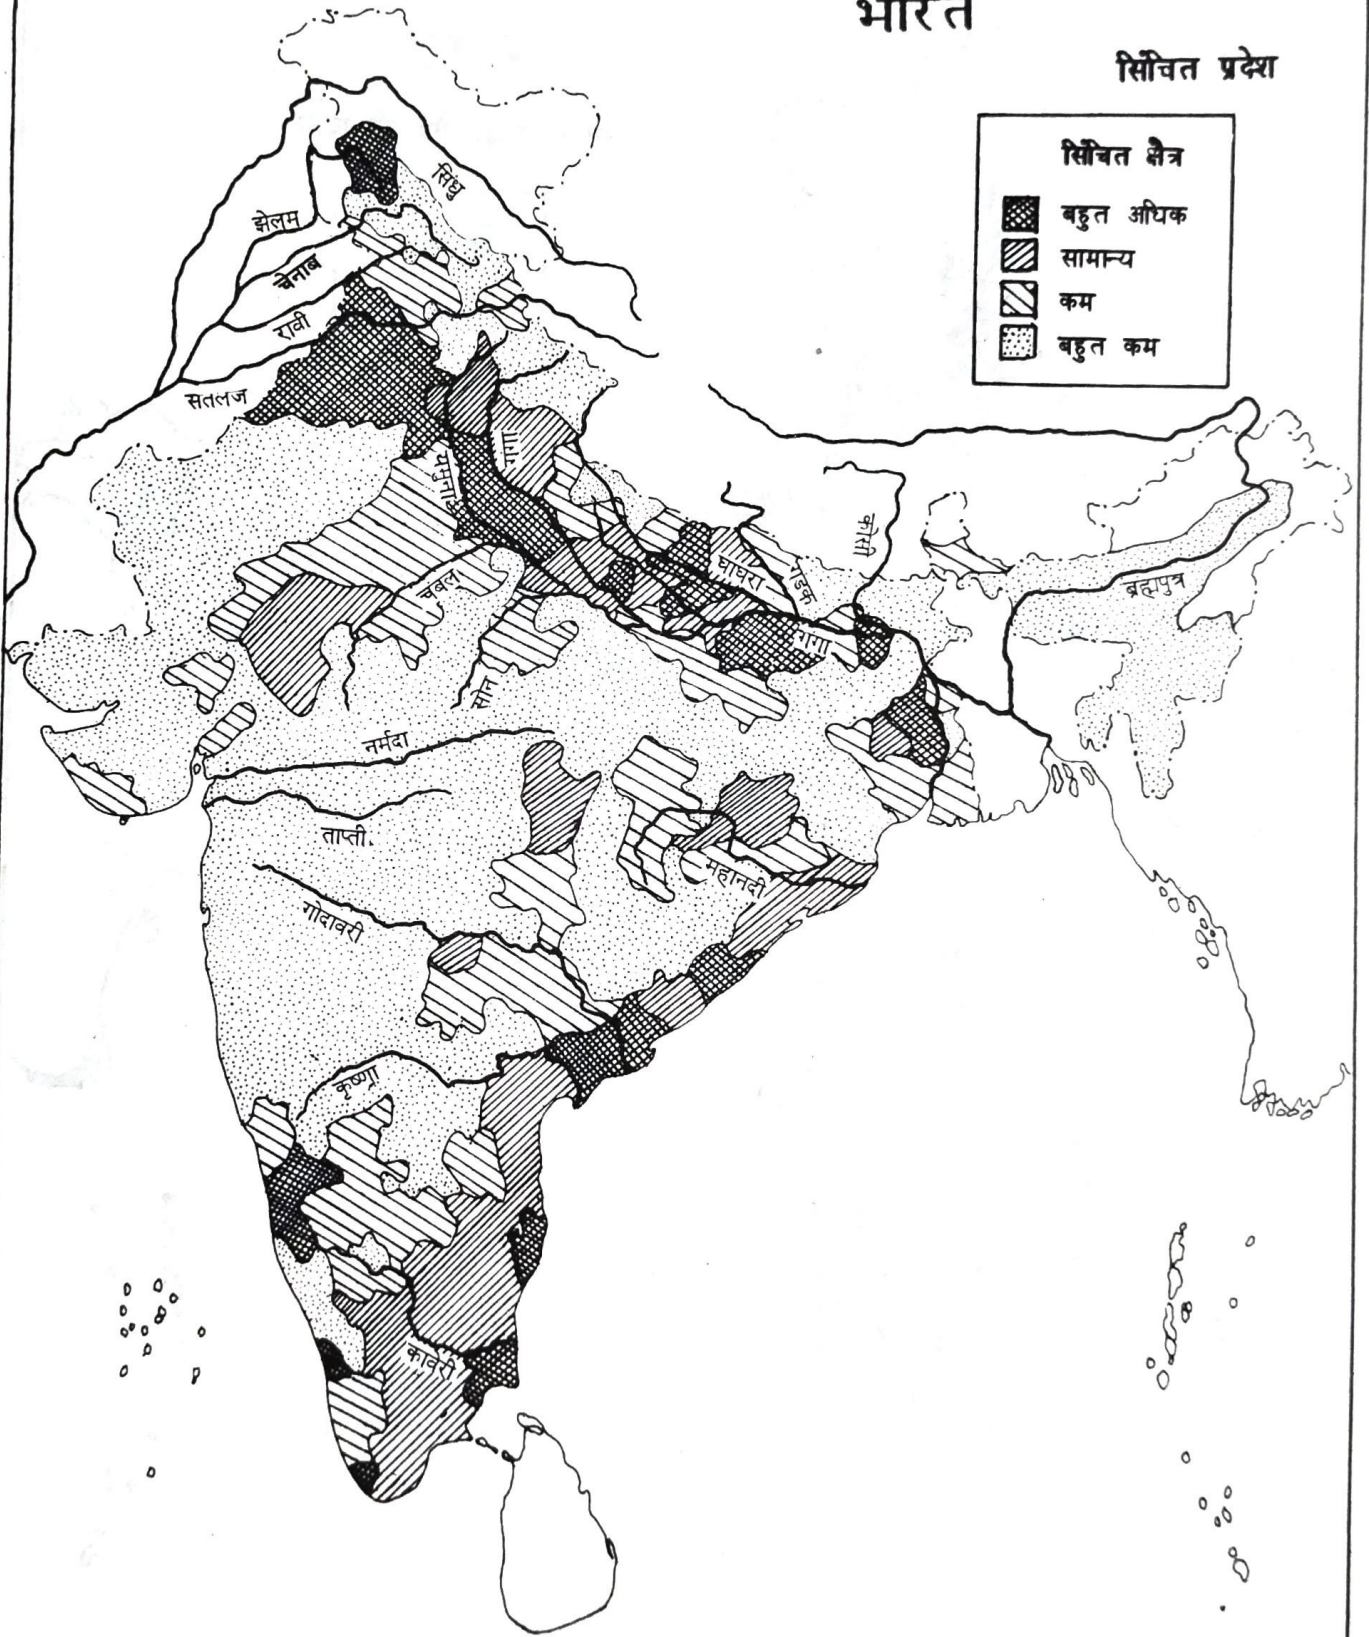 भारत
सिंचित प्रदेश
सिंचित क्षेत्र
बहुत अधिक
सामान्य
कम
बहुत कम
सिंधु
झेलम
चेनाब
रावी
सतलज
यमुना
गंगा
घाघरा
गंडक
कोसी
ब्रह्मपुत्र
चंबल
गंगा
सोन
नर्मदा
ताप्ती.
महानदी
गोदावरी
कृष्णा
कावेरी